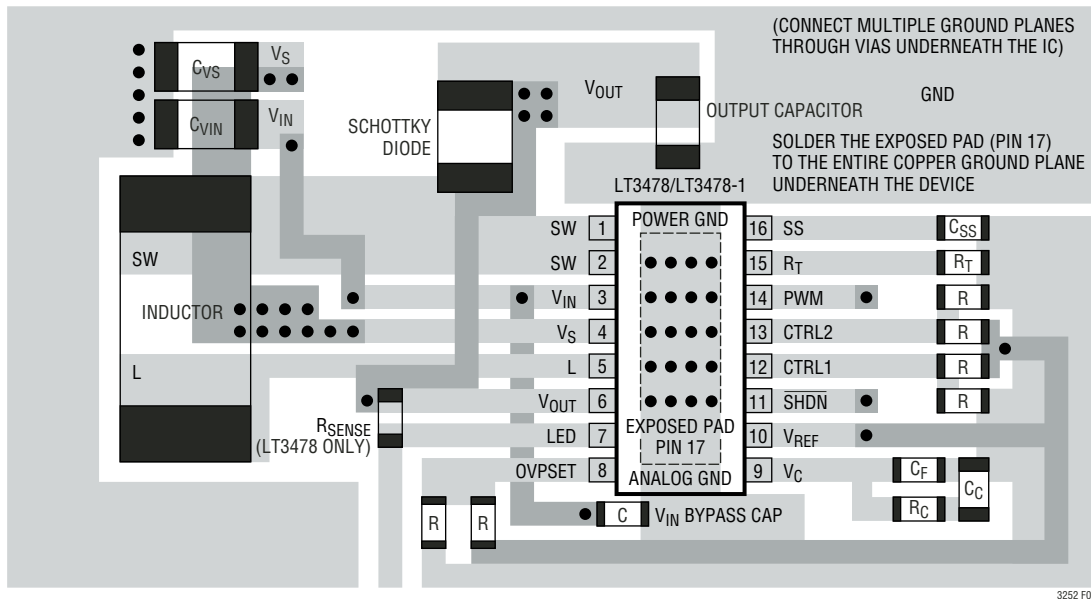 (CONNECT MULTIPLE GROUND PLANES
THROUGH VIAS UNDERNEATH THE IC)
CVS
VS
VOUT
GND
OUTPUT CAPACITOR
CVIN
VIN
SCHOTTKY
DIODE
SOLDER THE EXPOSED PAD (PIN 17)
TO THE ENTIRE COPPER GROUND PLANE
UNDERNEATH THE DEVICE
LT3478/LT3478-1
SW 1 POWER GND 16 SS CSS
SW
SW 2 15 RT RT
INDUCTOR
VIN 3 14 PWM R
VS 4 13 CTRL2 R
L
L 5 12 CTRL1 R
VOUT 6 11 SHDN R
RSENSE
(LT3478 ONLY)
LED 7 EXPOSED PAD
PIN 17 10 VREF
OVPSET 8 ANALOG GND 9 VC CF
CC
RC
R R C VIN BYPASS CAP